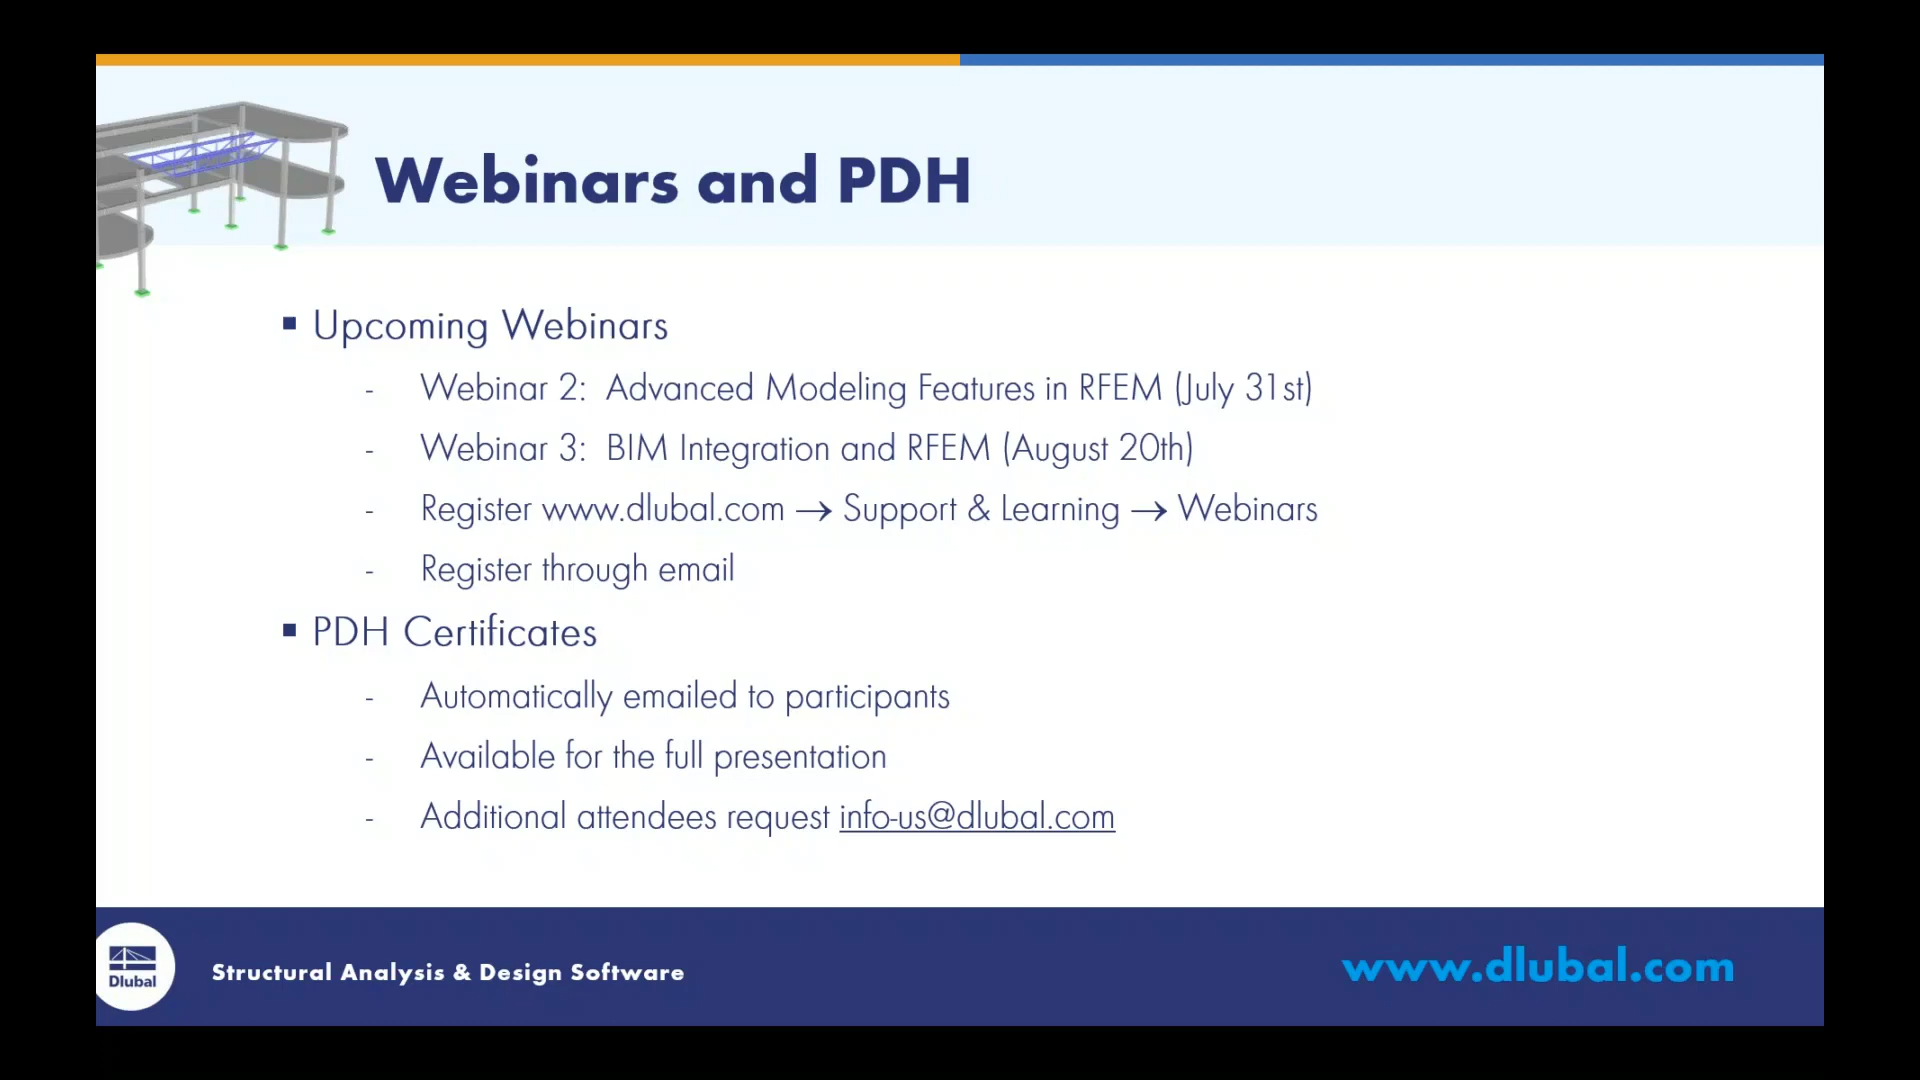 Webinars and PDH
▪ Upcoming Webinars
- Webinar 2: Advanced Modeling Features in RFEM (July 31st)
- Webinar 3: BIM Integration and RFEM (August 20th)
- Register www.dlubal.com → Support & Learning → Webinars
- Register through email
▪ PDH Certificates
- Automatically emailed to participants
- Available for the full presentation
- Additional attendees request info-us@dlubal.com
Dlubal
Structural Analysis & Design Software
www.dlubal.com